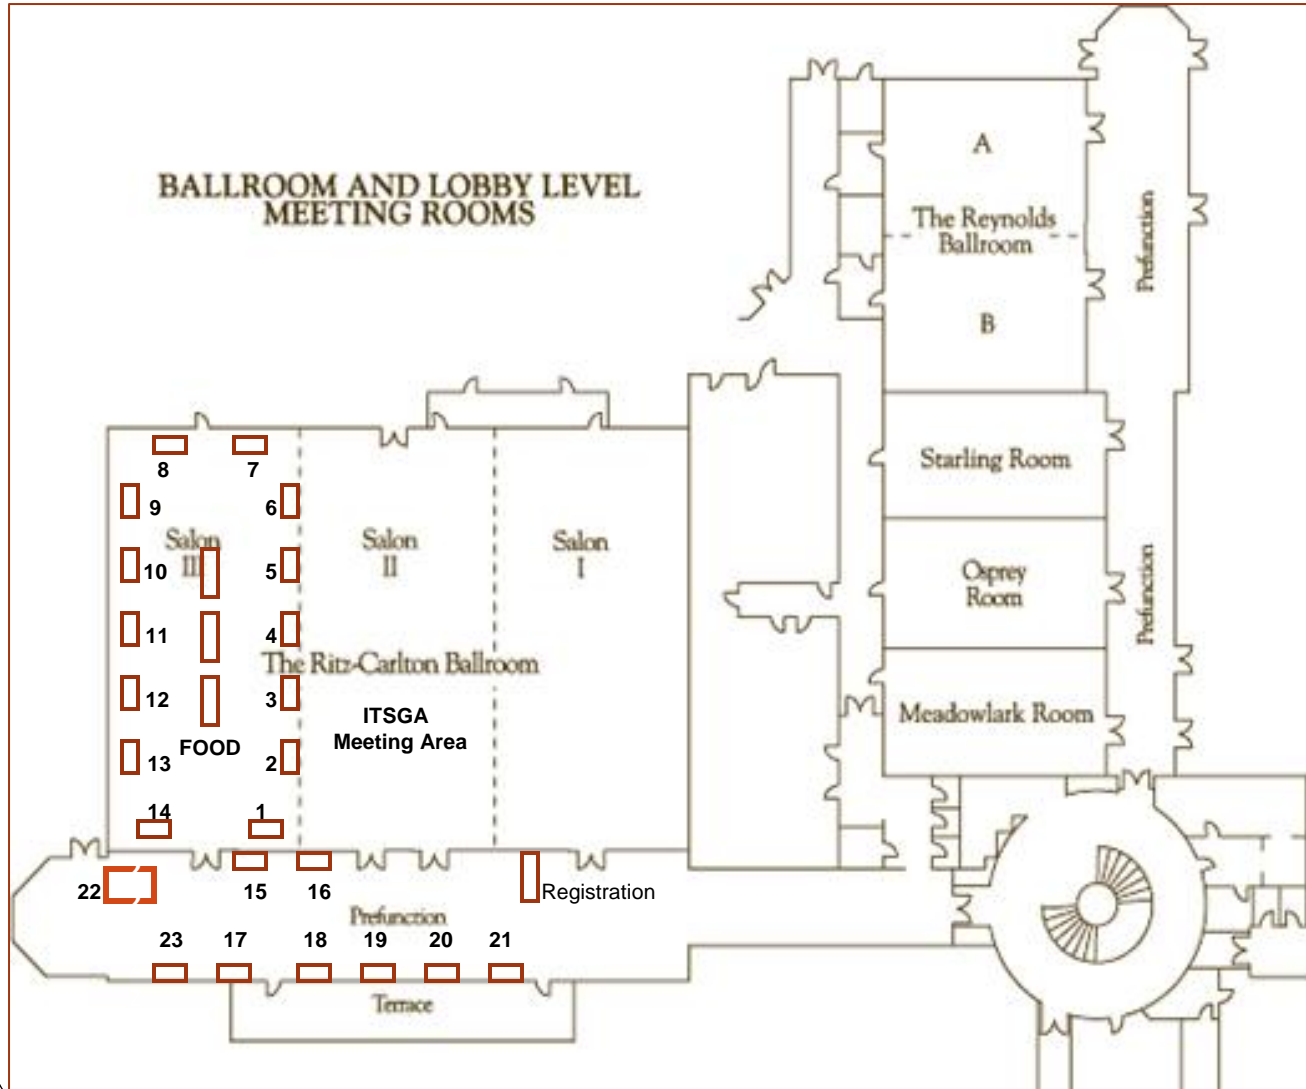 BALLROOM AND LOBBY LEVEL
MEETING ROOMS
A
The Reynolds
Ballroom
B
Prefunction
Starling Room
Osprey
Room
Prefunction
Meadowlark Room
8
7
9
6
Salon
III
Salon
II
Salon
I
10
5
11
4
The Ritz-Carlton Ballroom
12
3
ITSGA
Meeting Area
FOOD
13
2
14
1
22
15
16
Registration
Prefunction
23
17
18
19
20
21
Terrace